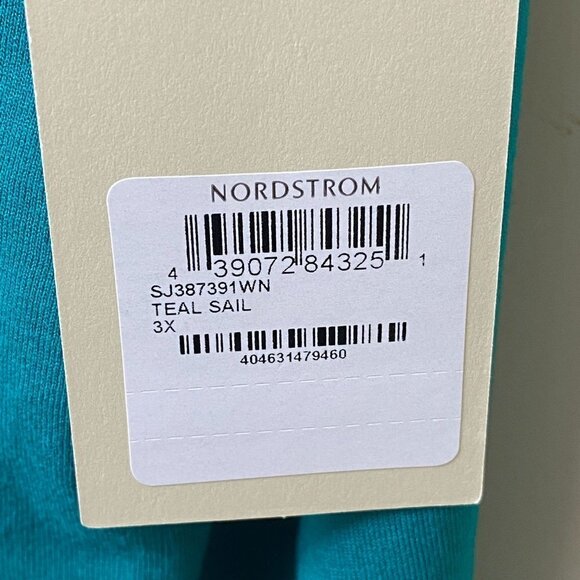 NORDSTROM
4 39072 84325 1
SJ387391WN
TEAL SAIL
3X
404631479460